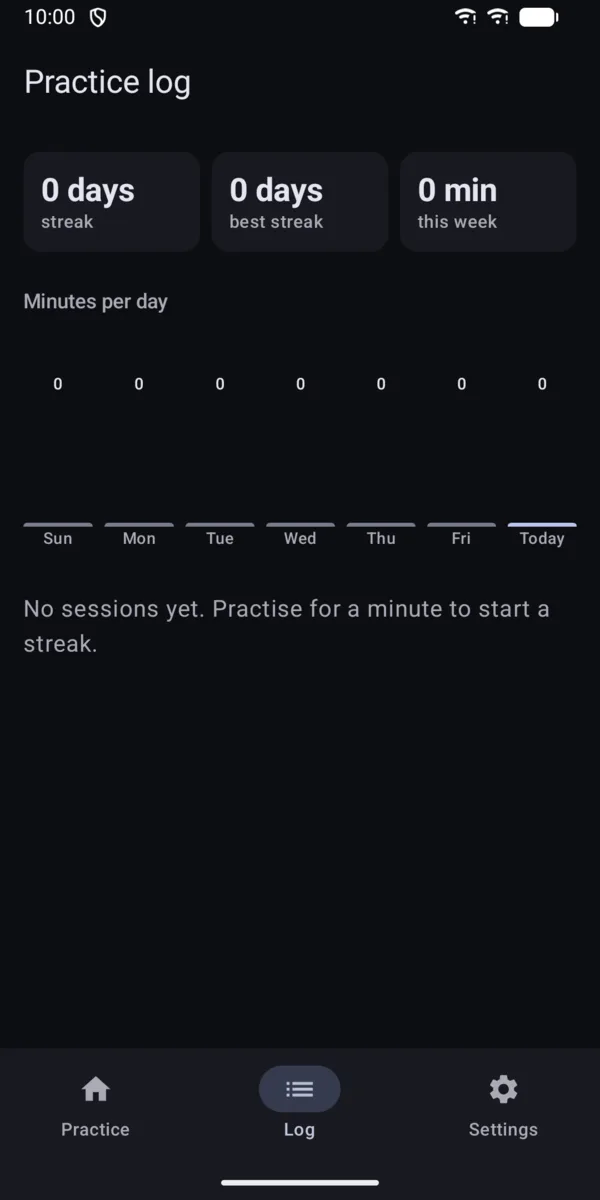 10:00
Practice log
0 days
streak
0 days
best streak
0 min
this week
Minutes per day
0 0 0 0 0 0 0
Sun Mon Tue Wed Thu Fri Today
No sessions yet. Practise for a minute to start a
streak.
Practice Log Settings